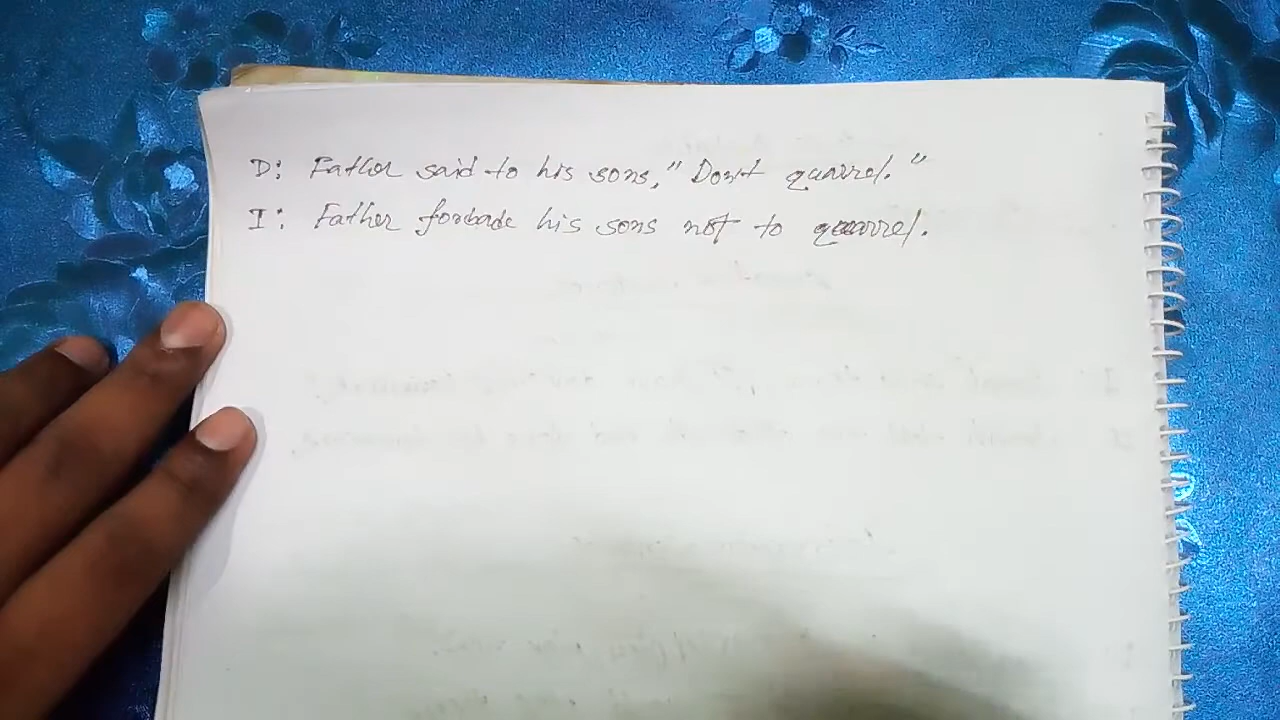 D: Father said to his sons, "Don't quarrel."
I: Father forbade his sons not to quarrel.